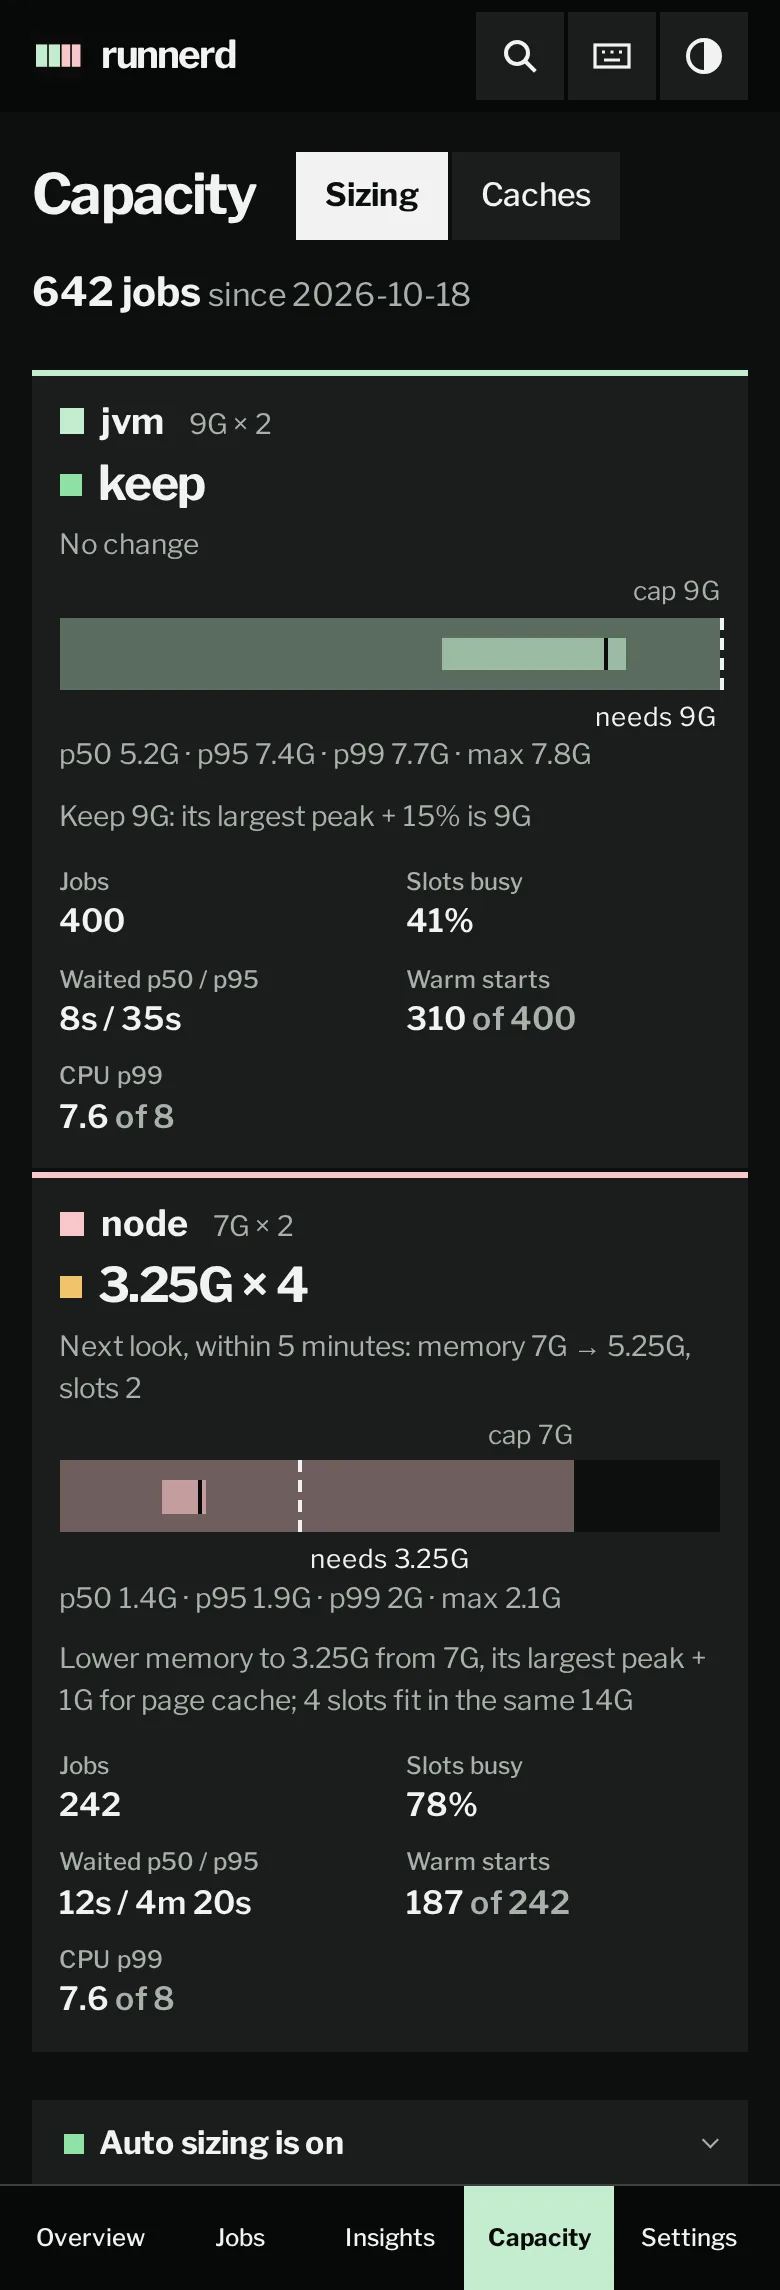 runnerd
Capacity
Sizing
Caches
642 jobs since 2026-10-18
jvm 9G × 2
keep
No change
cap 9G
needs 9G
p50 5.2G · p95 7.4G · p99 7.7G · max 7.8G
Keep 9G: its largest peak + 15% is 9G
Jobs
400
Slots busy
41%
Waited p50 / p95
8s / 35s
Warm starts
310 of 400
CPU p99
7.6 of 8
node 7G × 2
3.25G × 4
Next look, within 5 minutes: memory 7G → 5.25G,
slots 2
cap 7G
needs 3.25G
p50 1.4G · p95 1.9G · p99 2G · max 2.1G
Lower memory to 3.25G from 7G, its largest peak +
1G for page cache; 4 slots fit in the same 14G
Jobs
242
Slots busy
78%
Waited p50 / p95
12s / 4m 20s
Warm starts
187 of 242
CPU p99
7.6 of 8
Auto sizing is on
Overview
Jobs
Insights
Capacity
Settings